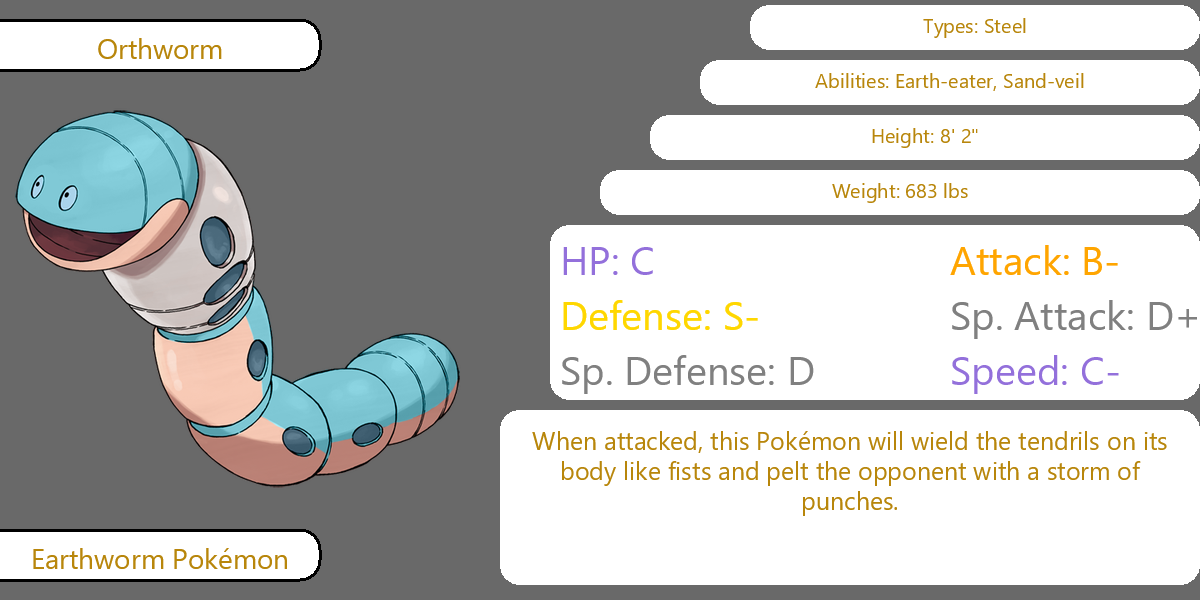 Orthworm
Types: Steel
Abilities: Earth-eater, Sand-veil
Height: 8' 2"
Weight: 683 lbs
HP: C
Attack: B-
Defense: S-
Sp. Attack: D+
Sp. Defense: D
Speed: C-
When attacked, this Pokémon will wield the tendrils on its
body like fists and pelt the opponent with a storm of
punches.
Earthworm Pokémon